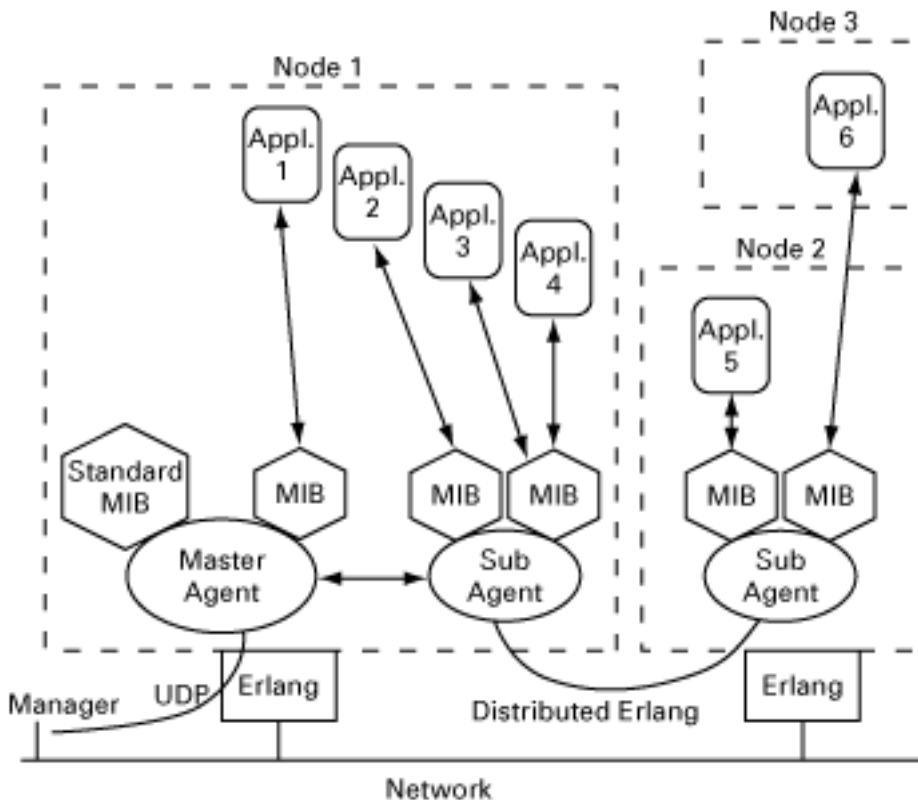 Node 3
Node 1
Appl.
6
Appl.
1
Appl.
2
Appl.
3
Appl.
4
Node 2
Appl.
5
Standard
MIB
MIB
MIB
MIB
MIB
MIB
Master
Agent
Sub
Agent
Sub
Agent
Manager
UDP
Erlang
Distributed Erlang
Erlang
Network